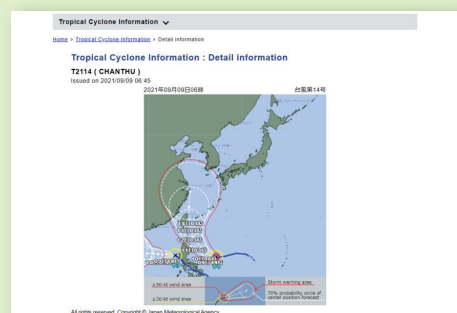 Tropical Cyclone Information
Home > Tropical Cyclone Information > Detail information
Tropical Cyclone Information : Detail information
T2114 ( CHANTHU )
Issued on 2021/09/09 06:45
2021年09月09日06時 台風第14号
≥50-kt wind area
≥30-kt wind area
Storm warning area
70% probability circle of
center position forecast
All rights reserved. Copyright © Japan Meteorological Agency